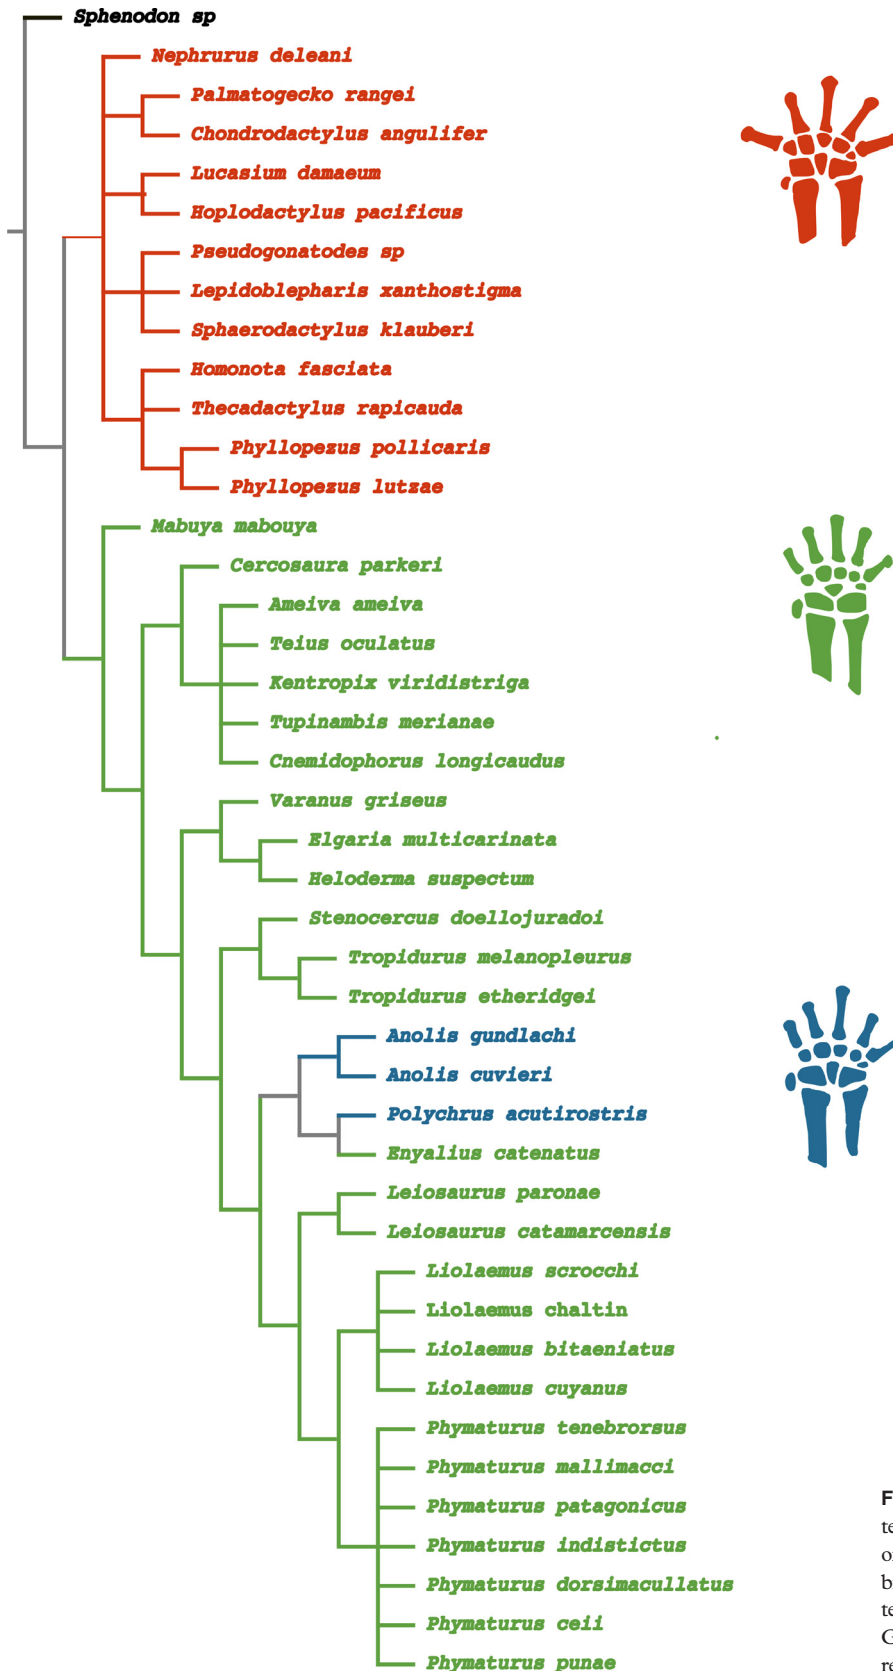 Sphenodon sp
Nephrurus deleani
Palmatogecko rangei
Chondrodactylus angulifer
Lucasium damaeum
Hoplodactylus pacificus
Pseudogonatodes sp
Lepidoblepharis xanthostigma
Sphaerodactylus klauberi
Homonota fasciata
Thecadactylus rapicauda
Phyllopezus pollicaris
Phyllopezus lutzae
Mabuya mabouya
Cercosaura parkeri
Ameiva ameiva
Teius oculatus
Kentropix viridistriga
Tupinambis merianae
Cnemidophorus longicaudus
Varanus griseus
Elgaria multicarinata
Heloderma suspectum
Stenocercus doellojuradoi
Tropidurus melanopleurus
Tropidurus etheridgei
Anolis gundlachi
Anolis cuvieri
Polychrus acutirostris
Enyalius catenatus
Leiosaurus paronae
Leiosaurus catamarcensis
Liolaemus scrocchi
Liolaemus chaltin
Liolaemus bitaeniatus
Liolaemus cuyanus
Phymaturus tenebrorsus
Phymaturus mallimacci
Phymaturus patagonicus
Phymaturus indistictus
Phymaturus dorsimacullatus
Phymaturus ceii
Phymaturus punae